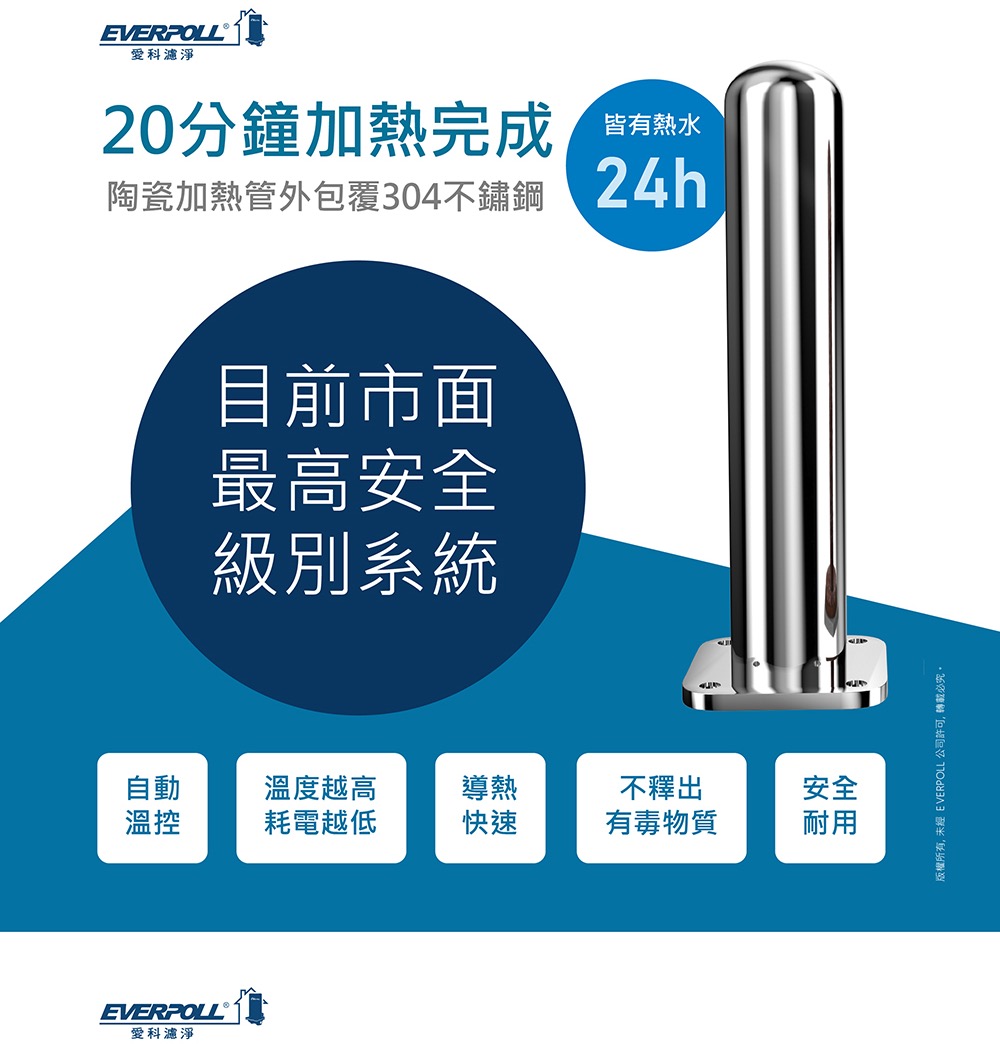 EVERPOLL®
愛科濾淨
20分鐘加熱完成
陶瓷加熱管外包覆304不鏽鋼
皆有熱水
24h
目前市面
最高安全
級別系統
自動
溫控
溫度越高
耗電越低
導熱
快速
不釋出
有毒物質
安全
耐用
版權所有, 未經 EVERPOLL 公司許可, 轉載必究。
EVERPOLL®
愛科濾淨